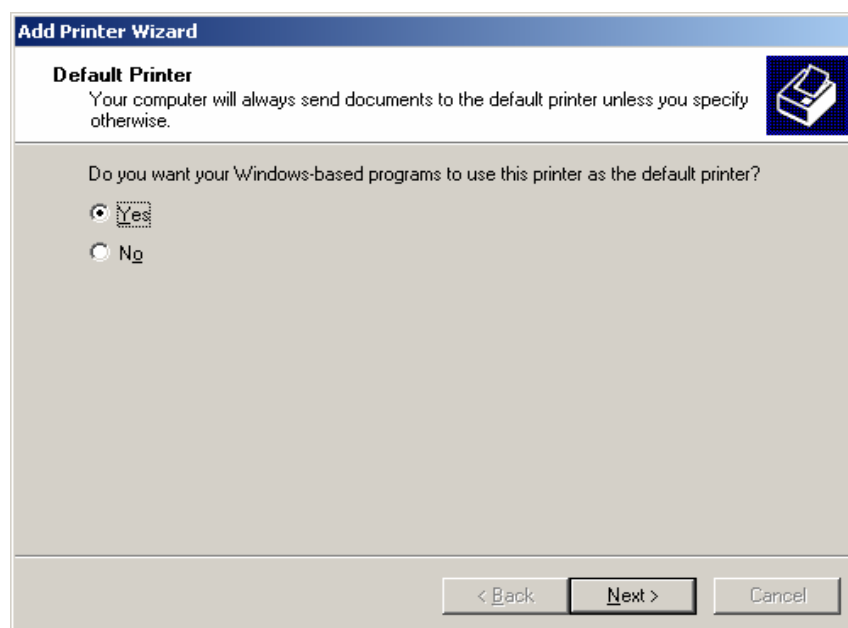 Add Printer Wizard
Default Printer
Your computer will always send documents to the default printer unless you specify
otherwise.
Do you want your Windows-based programs to use this printer as the default printer?
Yes
No
< Back
Next >
Cancel